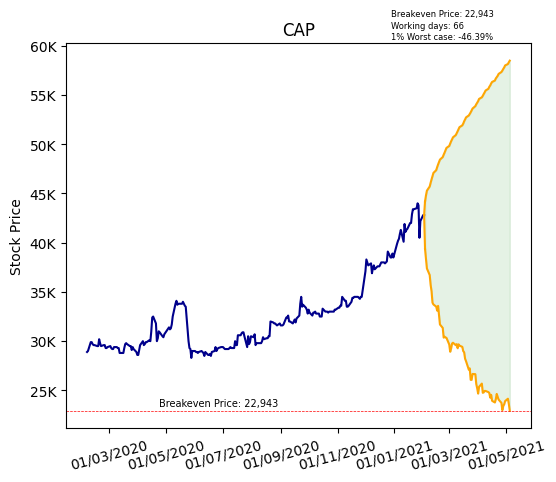 Breakeven Price: 22,943
Working days: 66
1% Worst case: -46.39%
CAP
60K
55K
50K
45K
40K
35K
30K
25K
Stock Price
Breakeven Price: 22,943
01/03/2020
01/05/2020
01/07/2020
01/09/2020
01/11/2020
01/01/2021
01/03/2021
01/05/2021